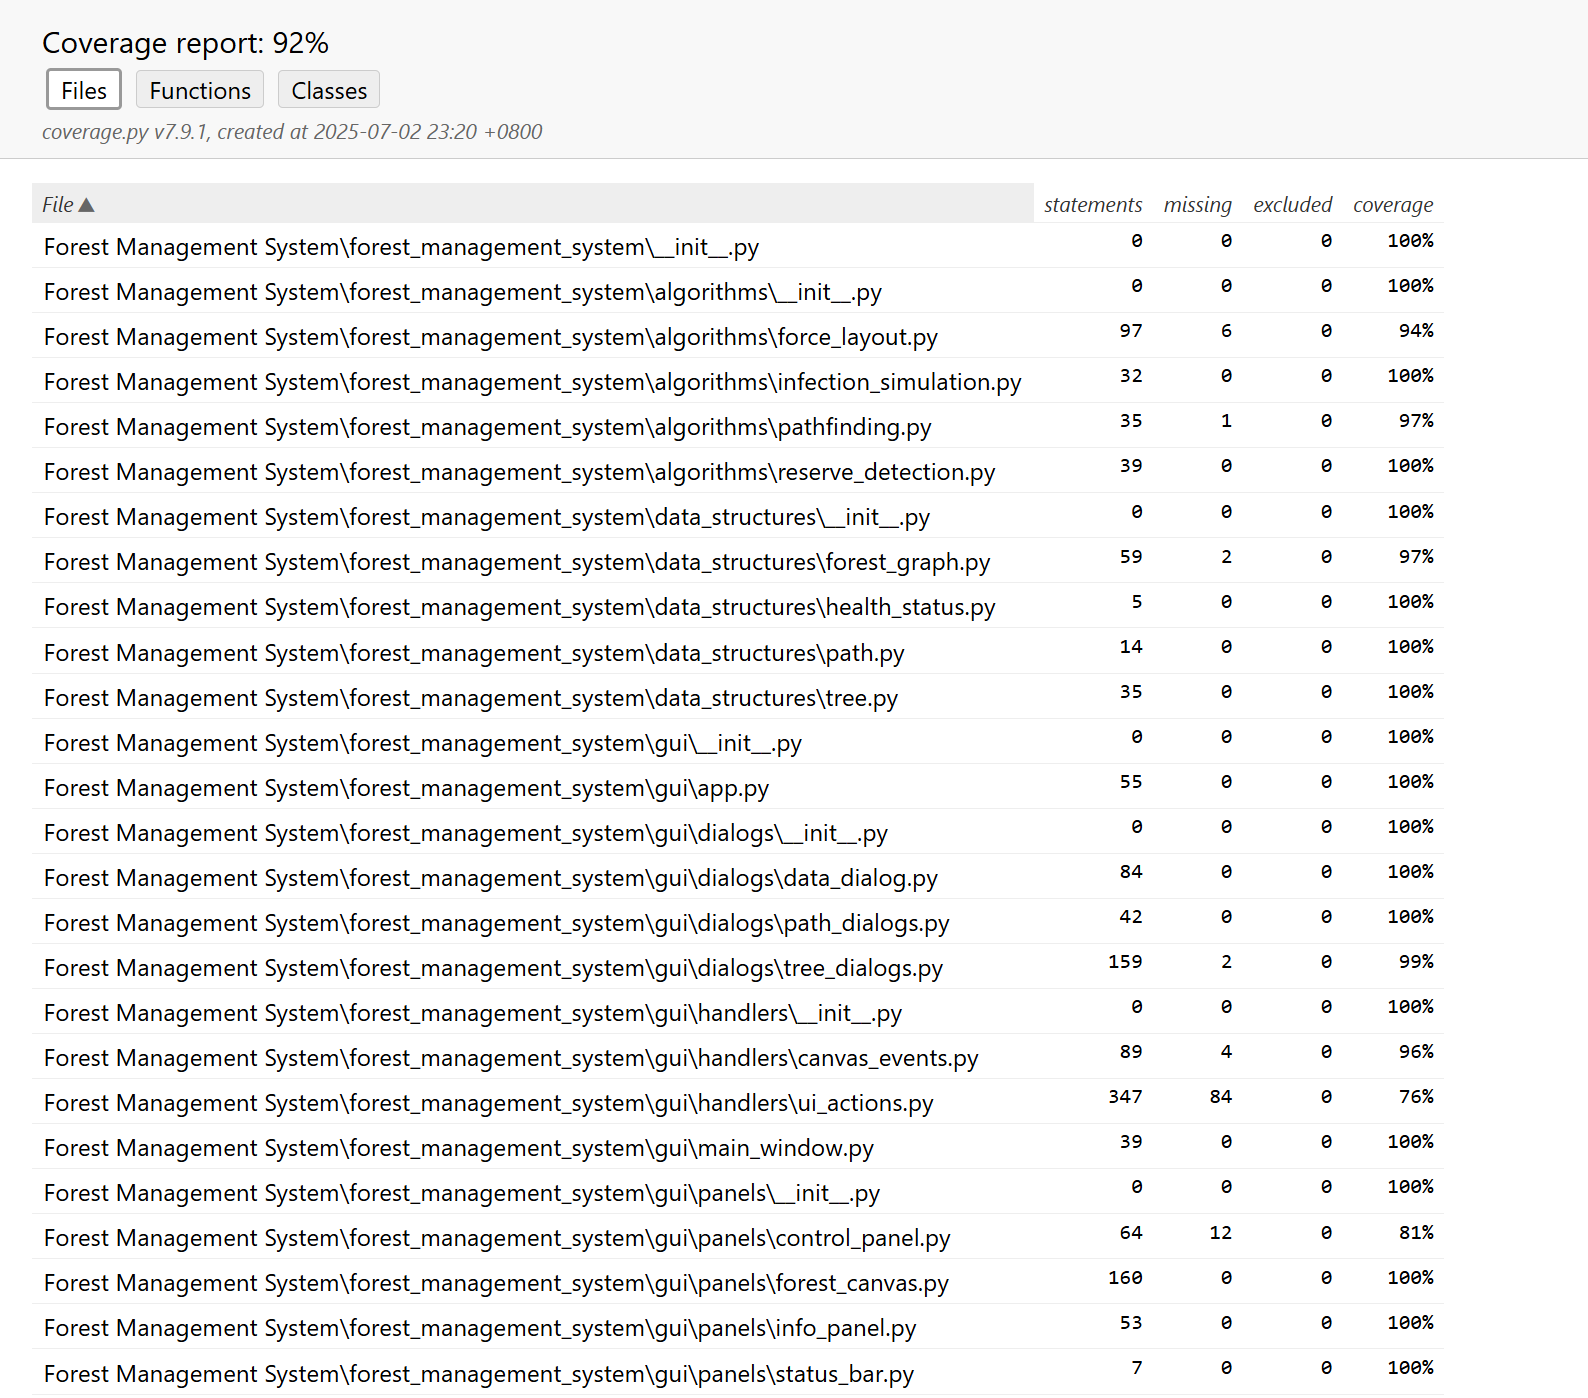 Coverage report: 92%
Files Functions Classes
coverage.py v7.9.1, created at 2025-07-02 23:20 +0800
File▲ statements missing excluded coverage
Forest Management System\forest_management_system\__init__.py 0 0 0 100%
Forest Management System\forest_management_system\algorithms\__init__.py 0 0 0 100%
Forest Management System\forest_management_system\algorithms\force_layout.py 97 6 0 94%
Forest Management System\forest_management_system\algorithms\infection_simulation.py 32 0 0 100%
Forest Management System\forest_management_system\algorithms\pathfinding.py 35 1 0 97%
Forest Management System\forest_management_system\algorithms\reserve_detection.py 39 0 0 100%
Forest Management System\forest_management_system\data_structures\__init__.py 0 0 0 100%
Forest Management System\forest_management_system\data_structures\forest_graph.py 59 2 0 97%
Forest Management System\forest_management_system\data_structures\health_status.py 5 0 0 100%
Forest Management System\forest_management_system\data_structures\path.py 14 0 0 100%
Forest Management System\forest_management_system\data_structures\tree.py 35 0 0 100%
Forest Management System\forest_management_system\gui\__init__.py 0 0 0 100%
Forest Management System\forest_management_system\gui\app.py 55 0 0 100%
Forest Management System\forest_management_system\gui\dialogs\__init__.py 0 0 0 100%
Forest Management System\forest_management_system\gui\dialogs\data_dialog.py 84 0 0 100%
Forest Management System\forest_management_system\gui\dialogs\path_dialogs.py 42 0 0 100%
Forest Management System\forest_management_system\gui\dialogs\tree_dialogs.py 159 2 0 99%
Forest Management System\forest_management_system\gui\handlers\__init__.py 0 0 0 100%
Forest Management System\forest_management_system\gui\handlers\canvas_events.py 89 4 0 96%
Forest Management System\forest_management_system\gui\handlers\ui_actions.py 347 84 0 76%
Forest Management System\forest_management_system\gui\main_window.py 39 0 0 100%
Forest Management System\forest_management_system\gui\panels\__init__.py 0 0 0 100%
Forest Management System\forest_management_system\gui\panels\control_panel.py 64 12 0 81%
Forest Management System\forest_management_system\gui\panels\forest_canvas.py 160 0 0 100%
Forest Management System\forest_management_system\gui\panels\info_panel.py 53 0 0 100%
Forest Management System\forest_management_system\gui\panels\status_bar.py 7 0 0 100%